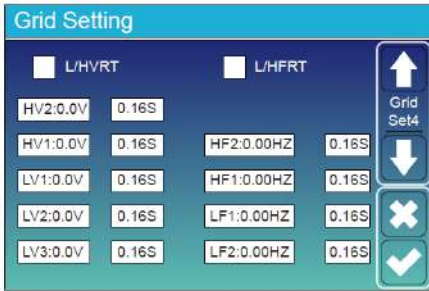 Grid Setting
L/HVRT L/HFRT
HV2:0.0V 0.16S
HV1:0.0V 0.16S HF2:0.00HZ 0.16S
LV1:0.0V 0.16S HF1:0.00HZ 0.16S
LV2:0.0V 0.16S LF1:0.00HZ 0.16S
LV3:0.0V 0.16S LF2:0.00HZ 0.16S
Grid
Set4